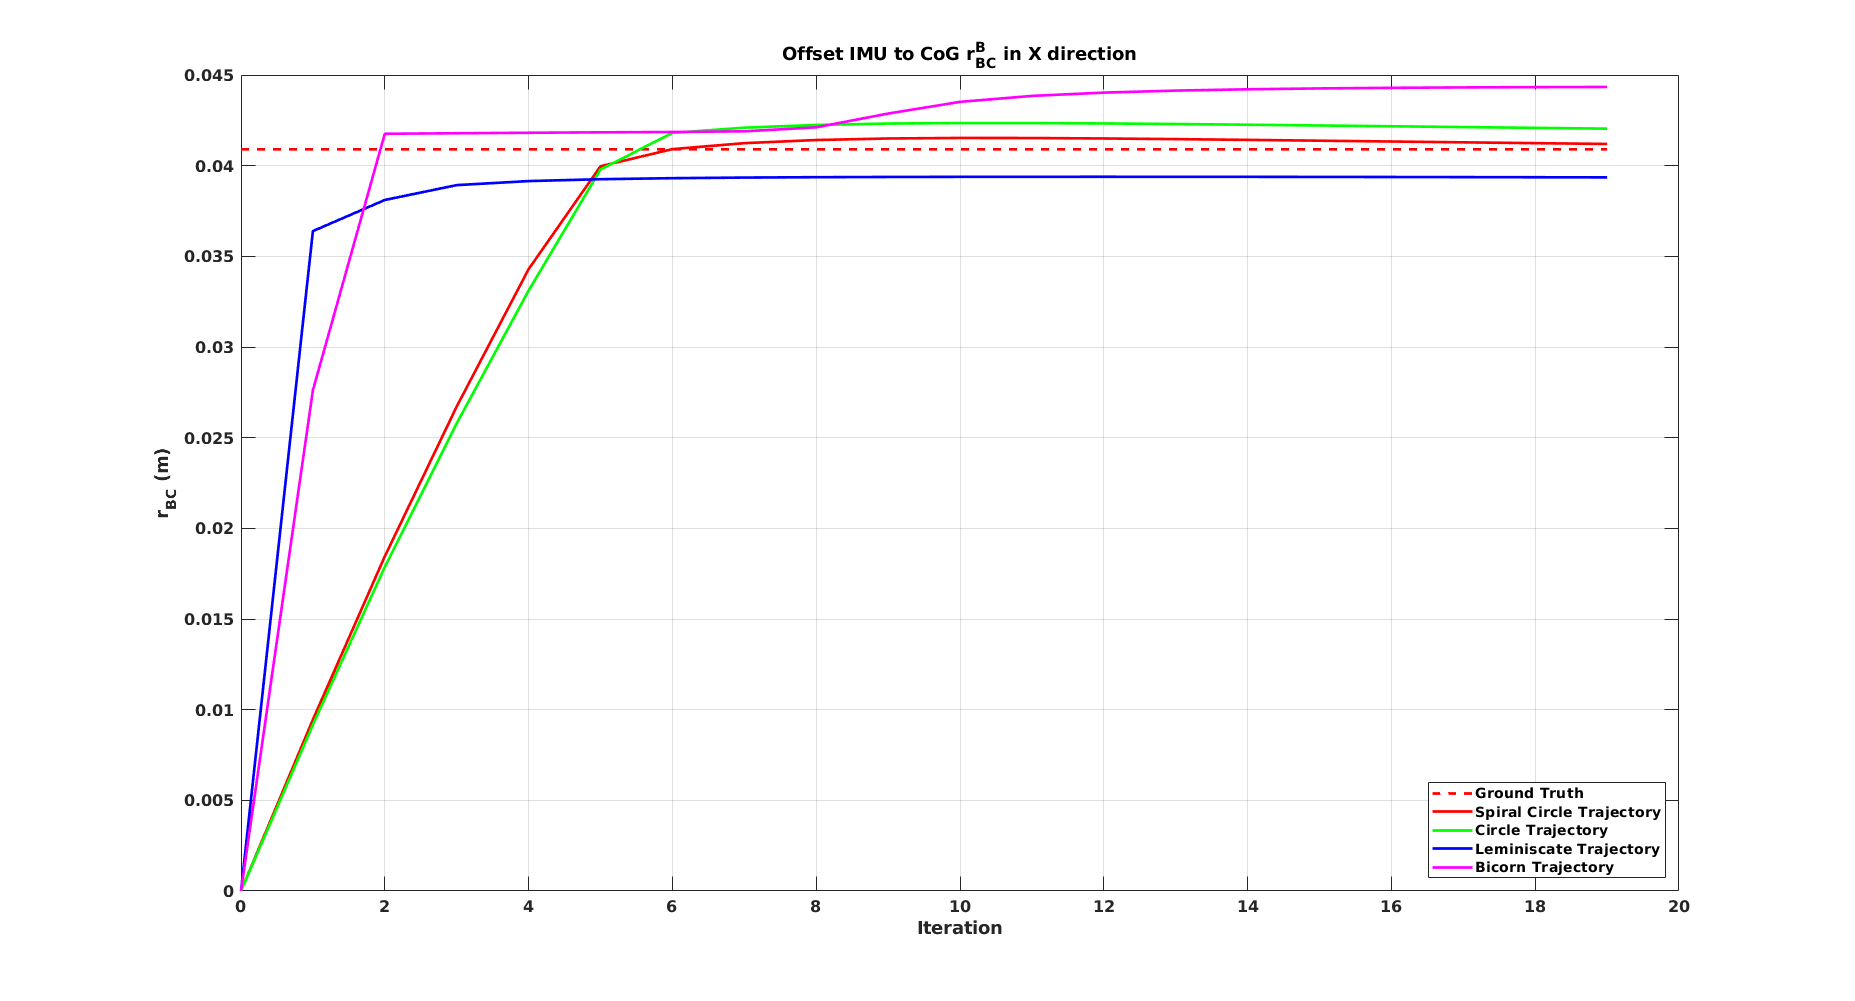 Offset IMU to CoG r_BC^B in X direction
0.045
0.04
0.035
0.03
0.025
0.02
0.015
0.01
0.005
0
r_BC (m)
0 2 4 6 8 10 12 14 16 18 20
Iteration
Ground Truth
Spiral Circle Trajectory
Circle Trajectory
Leminiscate Trajectory
Bicorn Trajectory